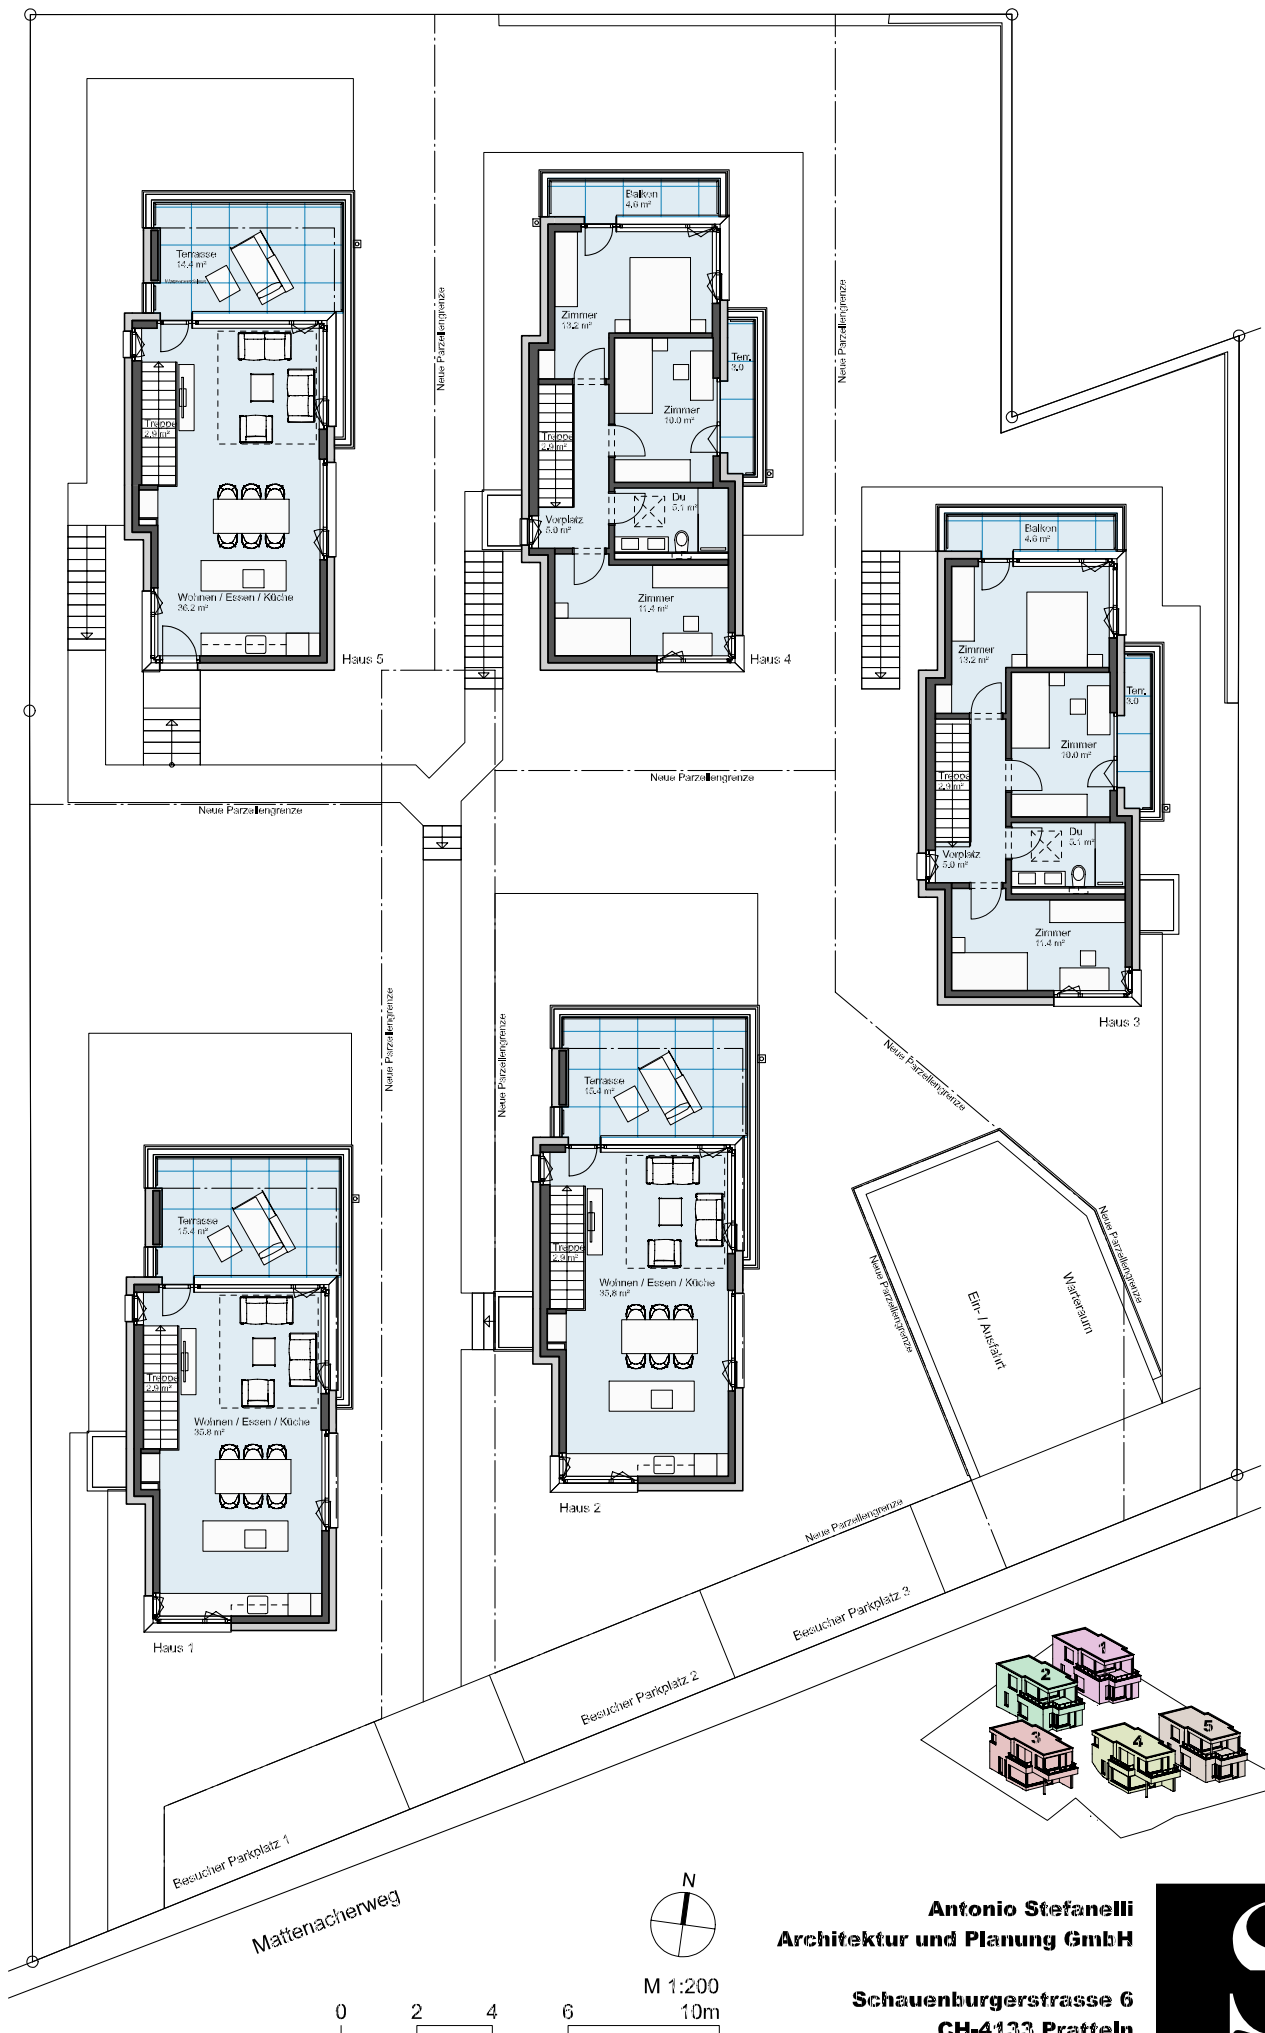 Balkon
4.6 m²
Terrasse
14.4 m²
Zimmer
13.2 m²
Neue Parzellengrenze
Neue Parzellengrenze
Terr.
3.0
Zimmer
10.0 m²
Treppe
2.9 m²
Treppe
2.9 m²
Du
5.1 m²
Vorplatz
5.0 m²
Balkon
4.6 m²
Wohnen / Essen / Küche
36.2 m²
Zimmer
11.4 m²
Haus 5
Haus 4
Zimmer
13.2 m²
Terr.
3.0
Zimmer
10.0 m²
Neue Parzellengrenze
Treppe
2.9 m²
Neue Parzellengrenze
Du
5.1 m²
Vorplatz
5.0 m²
Zimmer
11.4 m²
Haus 3
Neue Parzellengrenze
Neue Parzellengrenze
Neue Parzellengrenze
Terrasse
15.4 m²
Terrasse
15.4 m²
Treppe
2.9 m²
Wohnen / Essen / Küche
35.8 m²
Neue Parzellengrenze
Neue Parzellengrenze
Ein- / Ausfahrt
Warteraum
Treppe
2.9 m²
Wohnen / Essen / Küche
35.8 m²
Haus 2
Neue Parzellengrenze
Haus 1
Besucher Parkplatz 3
Besucher Parkplatz 2
Besucher Parkplatz 1
1
2
3
4
5
Mattenacherweg
N
M 1:200
0 2 4 6 10m
Antonio Stefanelli
Architektur und Planung GmbH
Schauenburgerstrasse 6
CH-4133 Pratteln